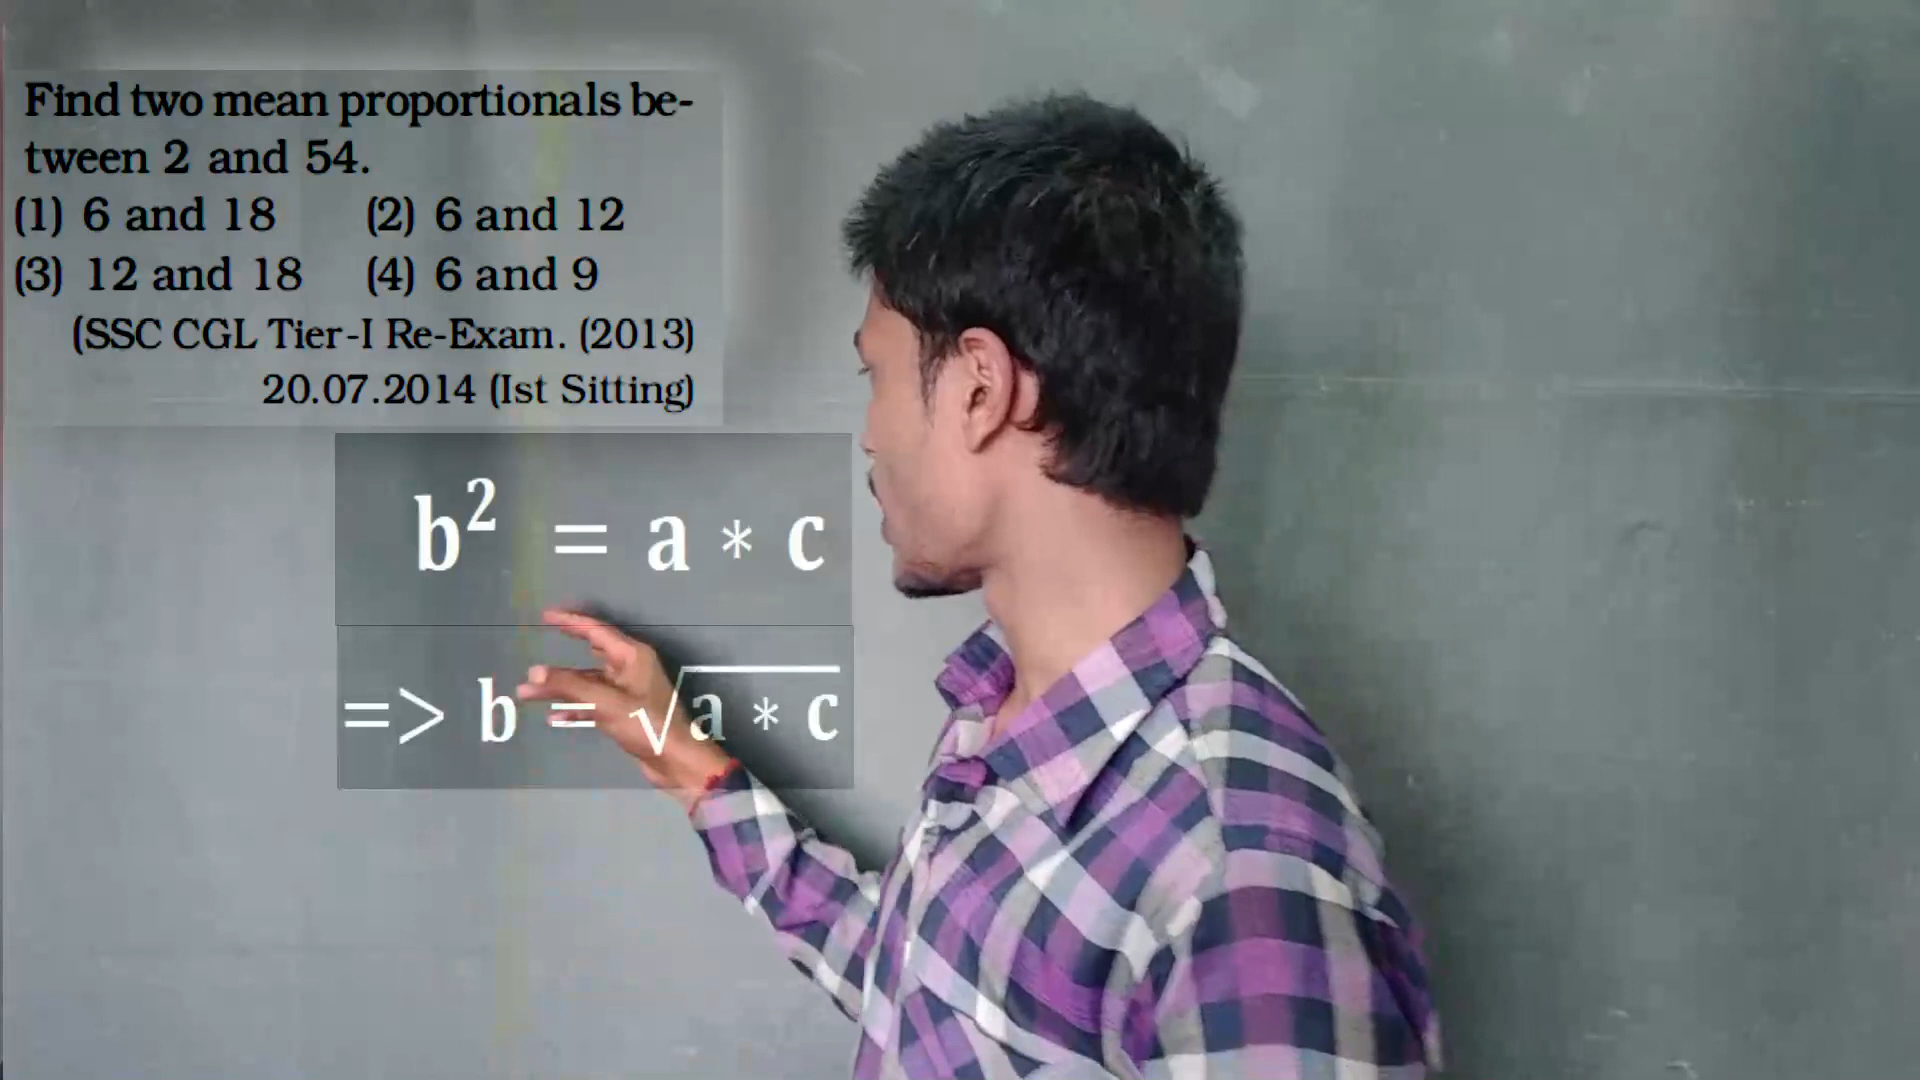 Find two mean proportionals be-
tween 2 and 54.
(1) 6 and 18 (2) 6 and 12
(3) 12 and 18 (4) 6 and 9
(SSC CGL Tier-I Re-Exam. (2013)
20.07.2014 (Ist Sitting)
b² = a * c
=> b = √a * c